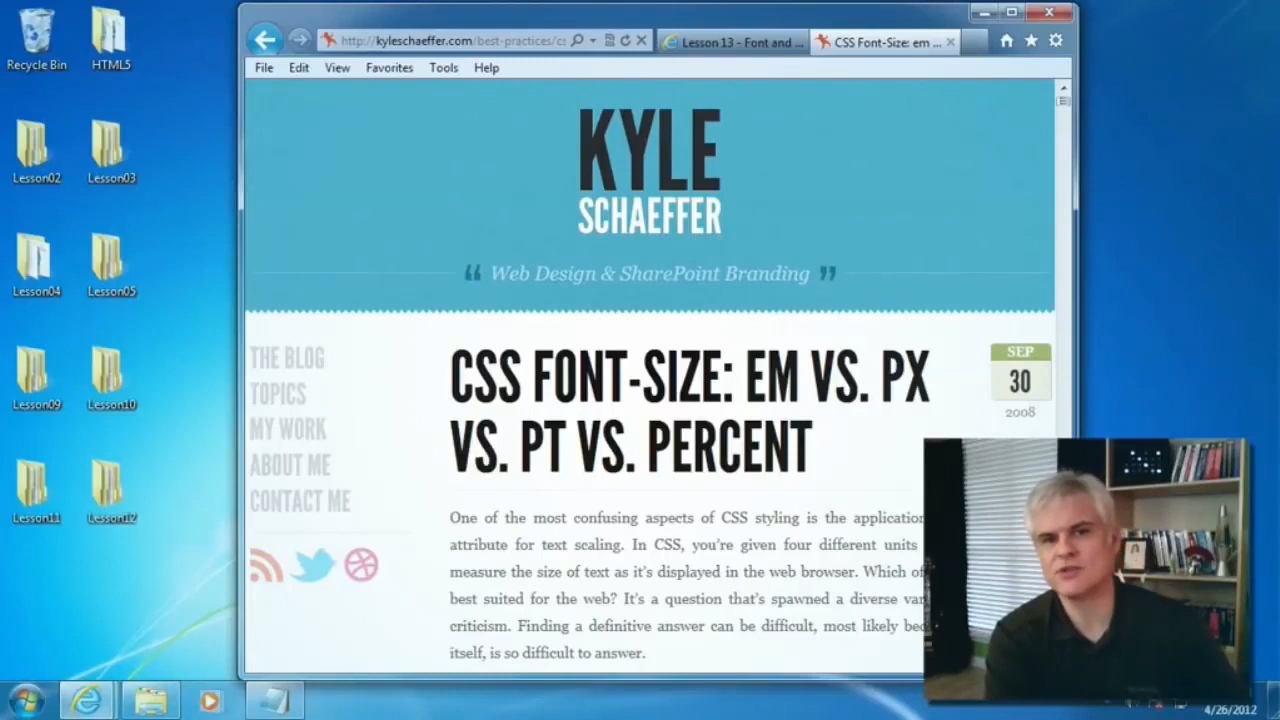 Recycle Bin
HTML5
Lesson02
Lesson03
Lesson04
Lesson05
Lesson09
Lesson10
Lesson11
Lesson12
http://kyleschaeffer.com/best-practices/cs
Lesson 13 - Font and ...
CSS Font-Size: em ...
File Edit View Favorites Tools Help
KYLE
SCHAEFFER
“ Web Design & SharePoint Branding ”
THE BLOG
TOPICS
MY WORK
ABOUT ME
CONTACT ME
CSS FONT-SIZE: EM VS. PX
VS. PT VS. PERCENT
SEP
30
2008
One of the most confusing aspects of CSS styling is the application
attribute for text scaling. In CSS, you’re given four different units
measure the size of text as it’s displayed in the web browser. Which of
best suited for the web? It’s a question that’s spawned a diverse var
criticism. Finding a definitive answer can be difficult, most likely bec
itself, is so difficult to answer.
4/26/2012